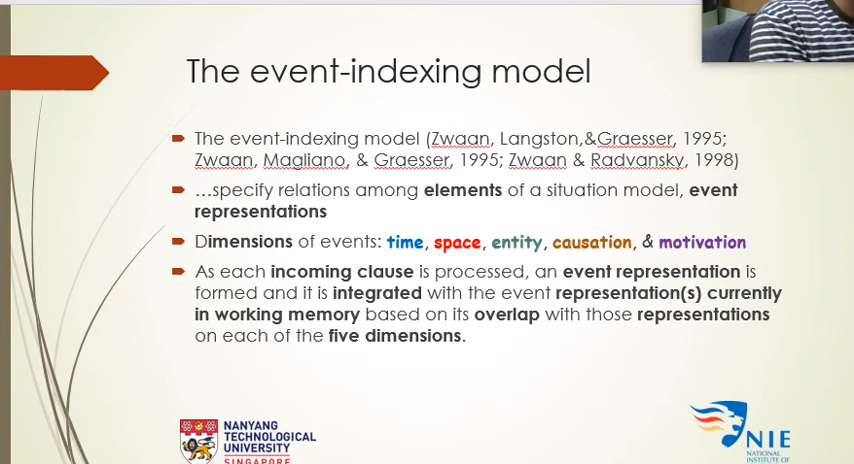 The event-indexing model
The event-indexing model (Zwaan, Langston,&Graesser, 1995;
Zwaan, Magliano, & Graesser, 1995; Zwaan & Radvansky, 1998)
…specify relations among elements of a situation model, event
representations
Dimensions of events: time, space, entity, causation, & motivation
As each incoming clause is processed, an event representation is
formed and it is integrated with the event representation(s) currently
in working memory based on its overlap with those representations
on each of the five dimensions.
NANYANG
TECHNOLOGICAL
UNIVERSITY
SINGAPORE
NIE
NATIONAL
INSTITUTE OF